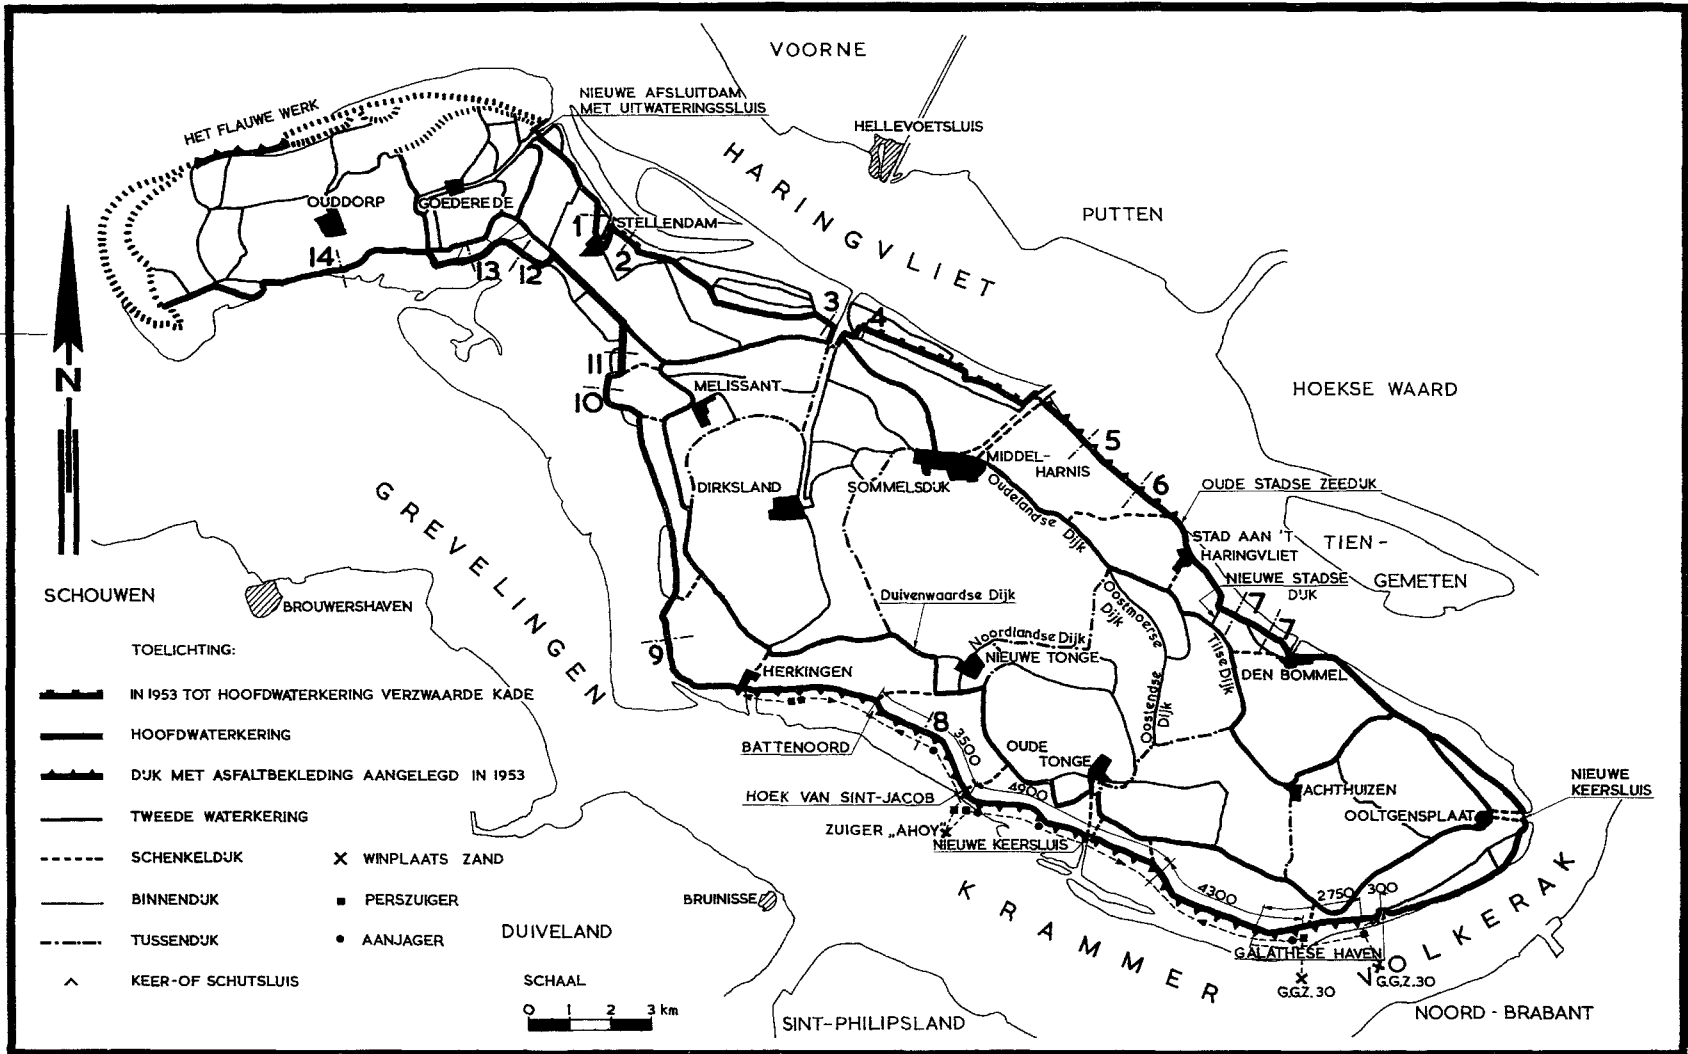 VOORNE
NIEUWE AFSLUITDAM
MET UITWATERINGSSLUIS
HET FLAUWE WERK
HELLEVOETSLUIS
HARINGVLIET
OUDDORP
GOEDEREDE
PUTTEN
1
STELLENDAM
2
14
13
12
3
4
N
11
10
MELISSANT
HOEKSE WAARD
5
6
MIDDEL-
HARNIS
DIRKSLAND
SOMMELSDIJK
Oudelandse Dijk
OUDE STADSE ZEEDIJK
GREVELINGEN
STAD AAN 'T
HARINGVLIET
TIEN-
GEMETEN
NIEUWE STADSE
DIJK
SCHOUWEN
BROUWERSHAVEN
Duivenwaardse Dijk
Oostmoerse
Dijk
7
7
Noordlandse Dijk
NIEUWE TONGE
Tilse Dijk
9
HERKINGEN
DEN BOMMEL
Oostendse
Dijk
8
3500
BATTENOORD
OUDE
TONGE
4900
HOEK VAN SINT-JACOB
ACHTHUIZEN
NIEUWE
KEERSLUIS
OOLTGENSPLAAT
ZUIGER „AHOY"
NIEUWE KEERSLUIS
4300
2750
300
KRAMMER
VOLKERAK
GALATHESE HAVEN
G.G.Z. 30
G.G.Z. 30
BRUINISSE
DUIVELAND
SINT-PHILIPSLAND
NOORD - BRABANT
TOELICHTING:
IN 1953 TOT HOOFDWATERKERING VERZWAARDE KADE
HOOFDWATERKERING
DIJK MET ASFALTBEKLEDING AANGELEGD IN 1953
TWEEDE WATERKERING
SCHENKELDIJK
WINPLAATS ZAND
BINNENDIJK
PERSZUIGER
TUSSENDIJK
AANJAGER
KEER-OF SCHUTSLUIS
SCHAAL
0 1 2 3 km